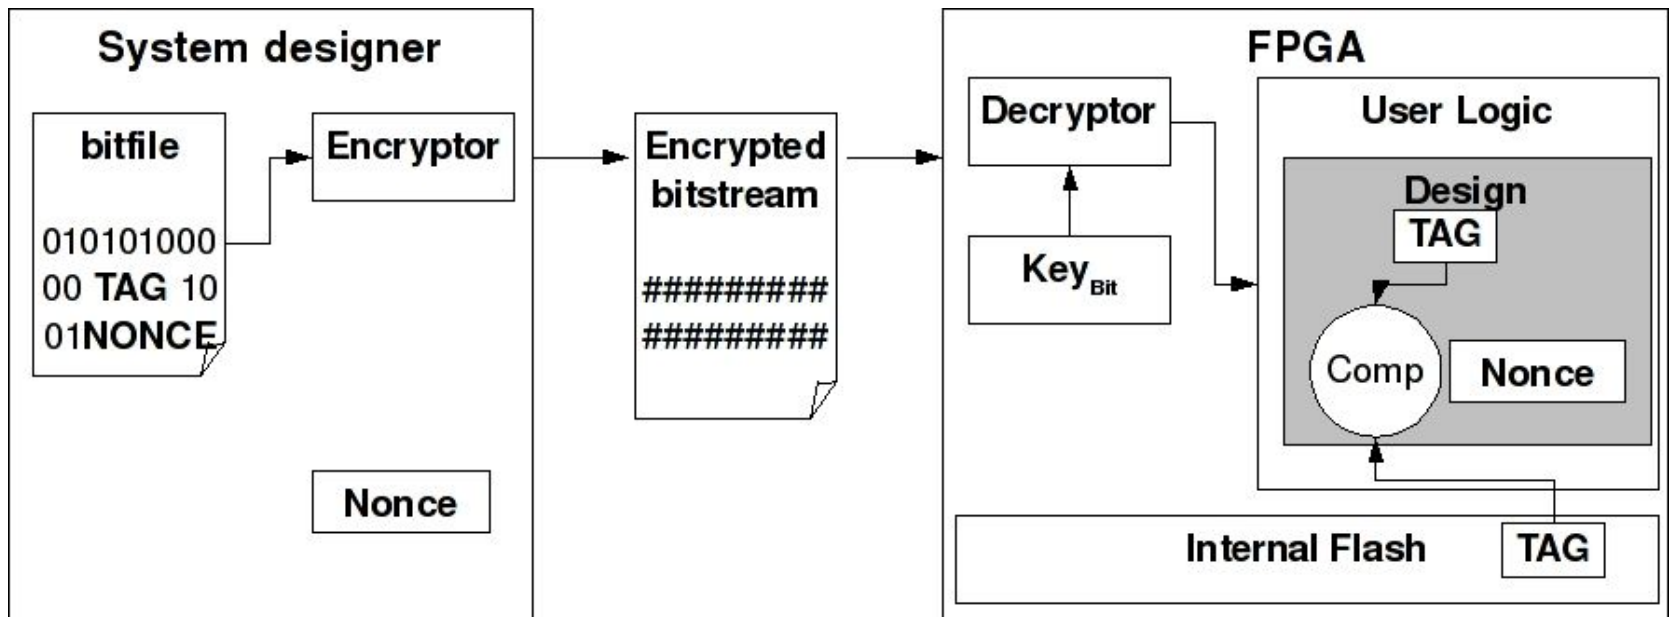 System designer
bitfile
010101000
00 TAG 10
01NONCE
Encryptor
Nonce
Encrypted
bitstream
#########
#########
FPGA
Decryptor
KeyBit
User Logic
Design
TAG
Comp
Nonce
Internal Flash
TAG